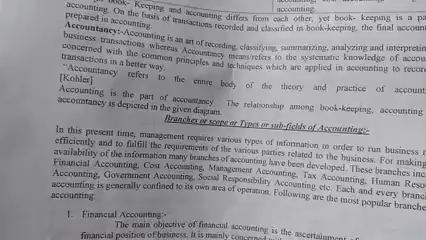 Book- Keeping and accounting differs from each other, yet book- keeping is a pa
accounting.
accounting. On the basis of transactions recorded and classified in book-keeping, the final accoun
prepared in accounting.
Accountancy:-Accounting is an art of recording, classifying, summarizing, analyzing and interpretin
business transactions whereas Accountancy means/refers to the systematic knowledge of accou
concerned with the common principles and techniques which are applied in accounting to recor
transactions in a better way.
"Accountancy refers to the entire body of the theory and practice of account
[Kohler]
Accounting is the part of accountancy The relationship among book-keeping, accounting
accountancy is depicted in the given diagram.
Branches or scope or Types or sub-fields of Accounting:-
In this present time, management requires various types of information in order to run business m
efficiently and to fulfill the requirements of the various parties related to the business. For making
availability of the information many branches of accounting have been developed. These branches inc
Financial Accounting, Cost Accounting, Management Accounting, Tax Accounting, Human Reso
Accounting, Government Accounting, Social Responsibility Accounting etc. Each and every branc
accounting is generally confined to its own area of operation. Following are the most popular branche
accounting.
1. Financial Accounting:-
The main objective of financial accounting is the ascertainment
financial position of business. It is mainly